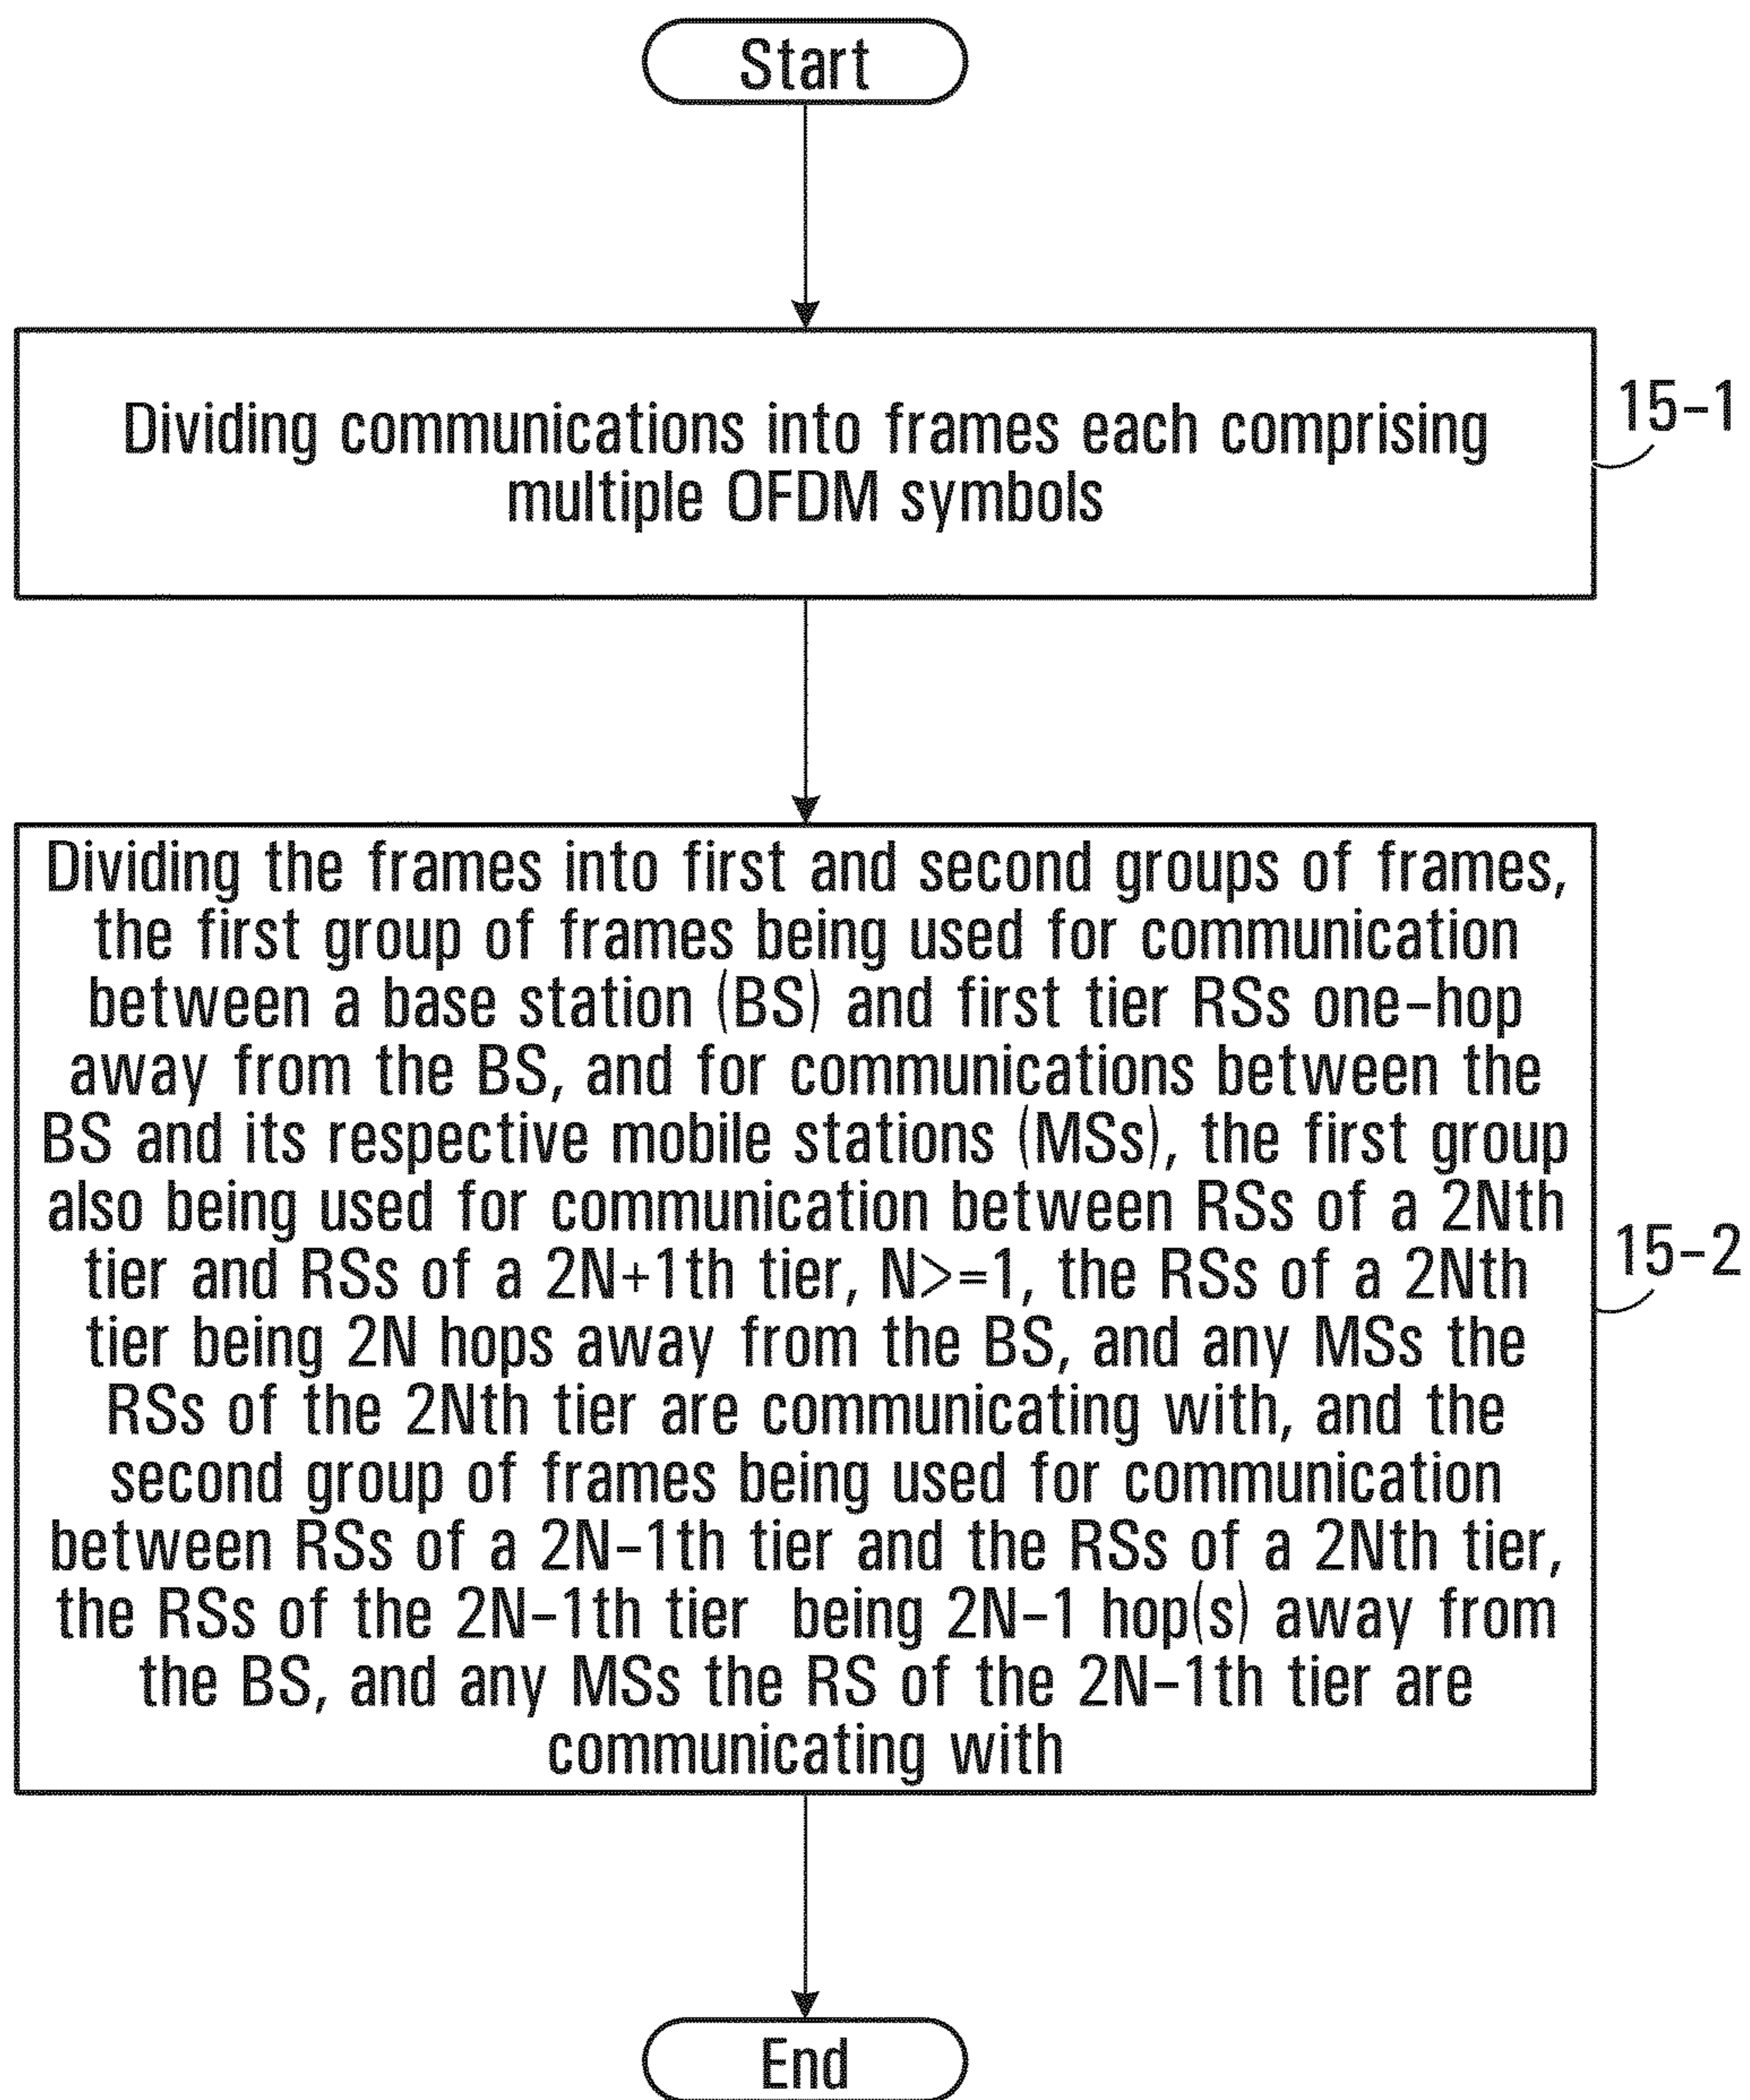 Start
Dividing communications into frames each comprising
multiple OFDM symbols
15-1
Dividing the frames into first and second groups of frames,
the first group of frames being used for communication
between a base station (BS) and first tier RSs one-hop
away from the BS, and for communications between the
BS and its respective mobile stations (MSs), the first group
also being used for communication between RSs of a 2Nth
tier and RSs of a 2N+1th tier, N>=1, the RSs of a 2Nth
tier being 2N hops away from the BS, and any MSs the
RSs of the 2Nth tier are communicating with, and the
second group of frames being used for communication
between RSs of a 2N-1th tier and the RSs of a 2Nth tier,
the RSs of the 2N-1th tier being 2N-1 hop(s) away from
the BS, and any MSs the RS of the 2N-1th tier are
communicating with
15-2
End